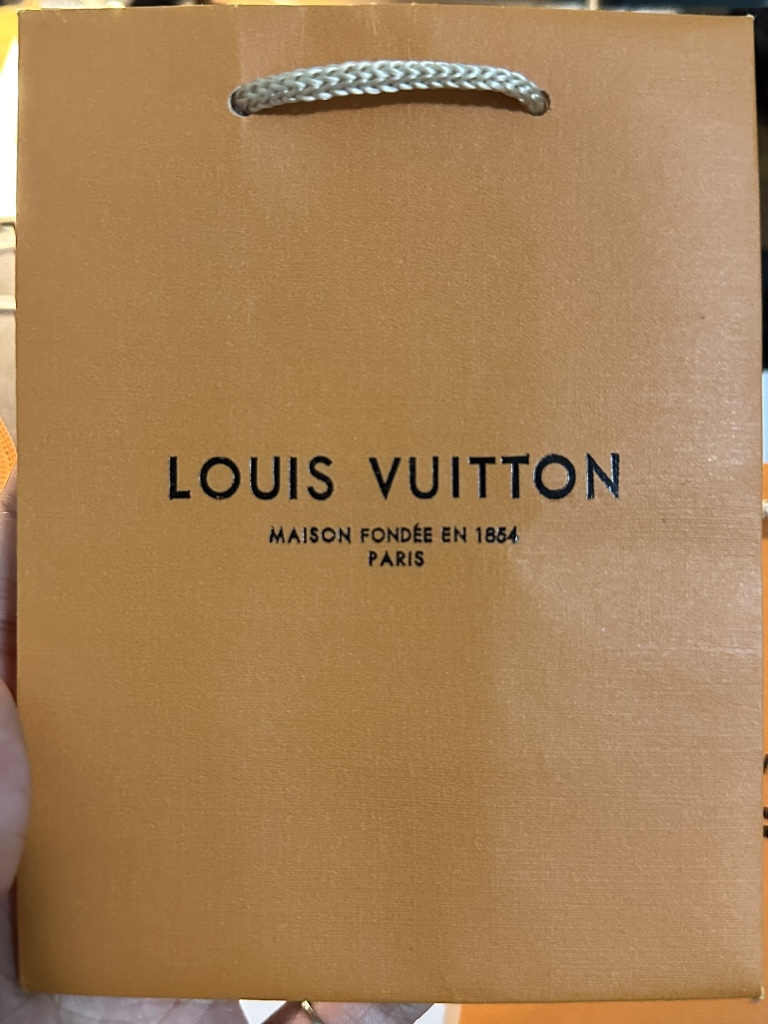 LOUIS VUITTON
MAISON FONDÉE EN 1854
PARIS